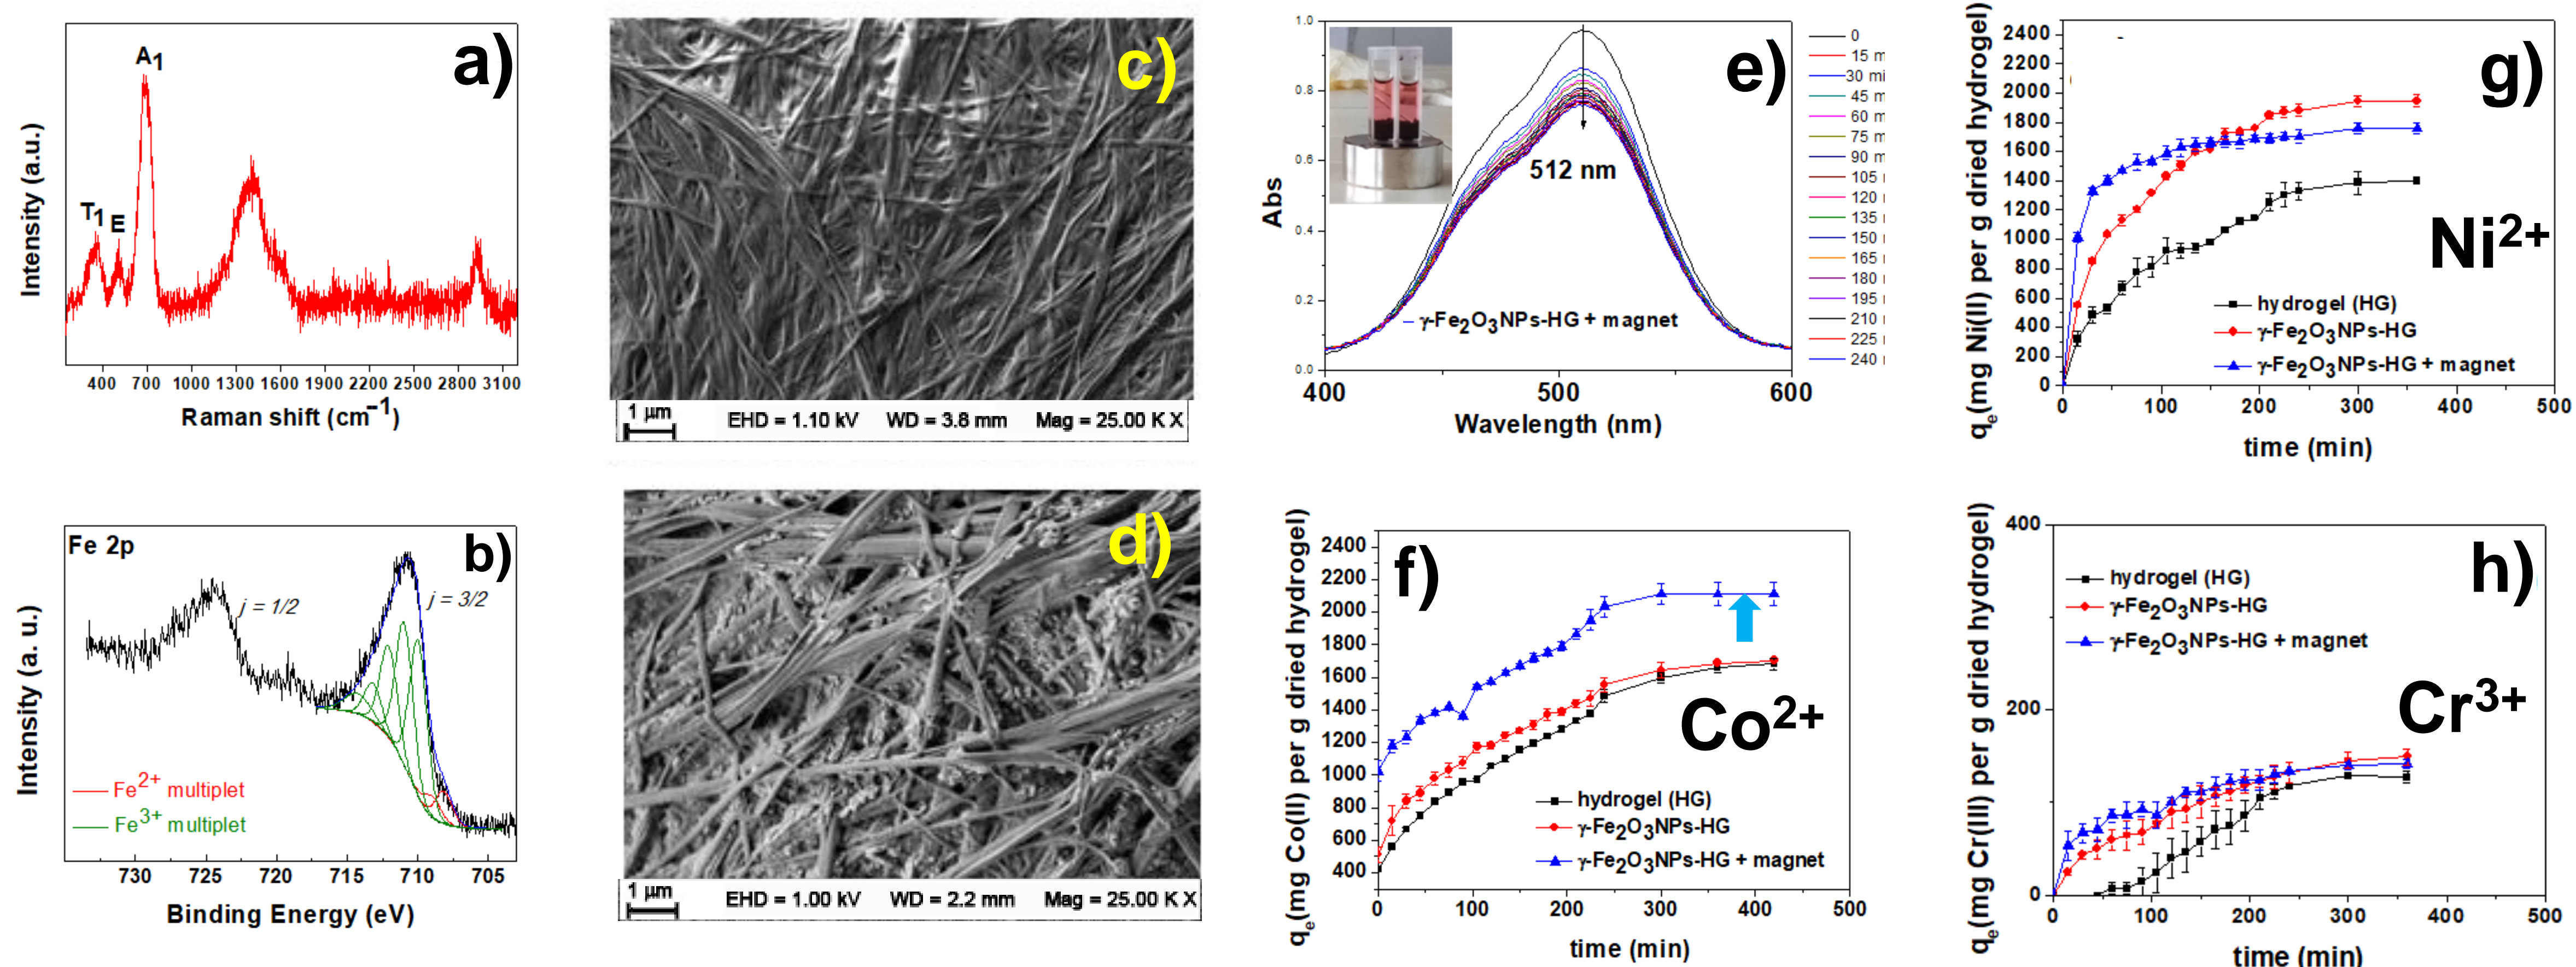 a)
A1
T1 E
Intensity (a.u.)
400 700 1000 1300 1600 1900 2200 2500 2800 3100
Raman shift (cm–1)
Fe 2p
b)
j = 1/2
j = 3/2
Intensity (a. u.)
Fe2+ multiplet
Fe3+ multiplet
730 725 720 715 710 705
Binding Energy (eV)
c)
1 µm
EHD = 1.10 kV WD = 3.8 mm Mag = 25.00 K X
d)
1 µm
EHD = 1.00 kV WD = 2.2 mm Mag = 25.00 K X
e)
1.0
0.8
0.6
0.4
0.2
0.0
Abs
512 nm
γ-Fe2O3NPs-HG + magnet
0
15 m
30 mi
45 m
60 m
75 m
90 m
105 m
120 m
135 m
150 m
165 m
180 m
195 m
210 m
225 m
240 m
400 500 600
Wavelength (nm)
f)
2400
2200
2000
1800
1600
1400
1200
1000
800
600
400
qe(mg Co(II) per g dried hydrogel)
Co2+
hydrogel (HG)
γ-Fe2O3NPs-HG
γ-Fe2O3NPs-HG + magnet
0 100 200 300 400 500
time (min)
g)
2400
2200
2000
1800
1600
1400
1200
1000
800
600
400
200
0
qe(mg Ni(II) per g dried hydrogel)
Ni2+
hydrogel (HG)
γ-Fe2O3NPs-HG
γ-Fe2O3NPs-HG + magnet
0 100 200 300 400 500
time (min)
h)
400
200
0
qe(mg Cr(III) per g dried hydrogel)
hydrogel (HG)
γ-Fe2O3NPs-HG
γ-Fe2O3NPs-HG + magnet
Cr3+
0 100 200 300 400 500
time (min)